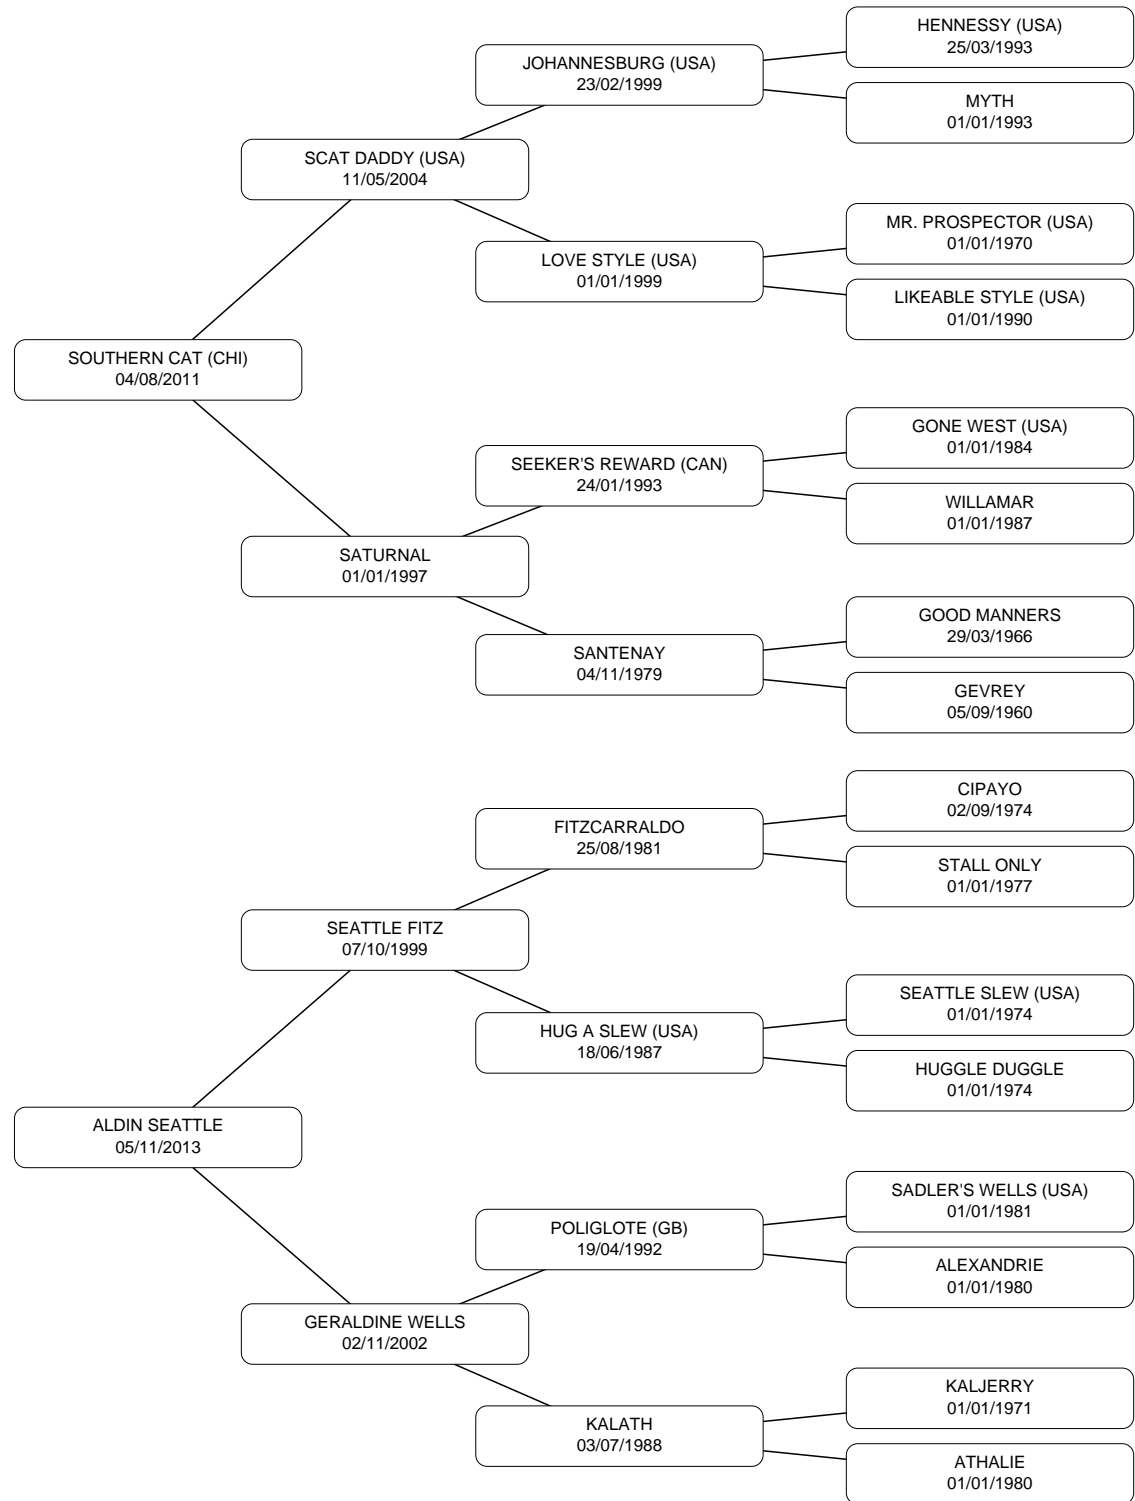 HENNESSY (USA)
25/03/1993
JOHANNESBURG (USA)
23/02/1999
MYTH
01/01/1993
SCAT DADDY (USA)
11/05/2004
MR. PROSPECTOR (USA)
01/01/1970
LOVE STYLE (USA)
01/01/1999
LIKEABLE STYLE (USA)
01/01/1990
SOUTHERN CAT (CHI)
04/08/2011
GONE WEST (USA)
01/01/1984
SEEKER'S REWARD (CAN)
24/01/1993
WILLAMAR
01/01/1987
SATURNAL
01/01/1997
GOOD MANNERS
29/03/1966
SANTENAY
04/11/1979
GEVREY
05/09/1960
CIPAYO
02/09/1974
FITZCARRALDO
25/08/1981
STALL ONLY
01/01/1977
SEATTLE FITZ
07/10/1999
SEATTLE SLEW (USA)
01/01/1974
HUG A SLEW (USA)
18/06/1987
HUGGLE DUGGLE
01/01/1974
ALDIN SEATTLE
05/11/2013
SADLER'S WELLS (USA)
01/01/1981
POLIGLOTE (GB)
19/04/1992
ALEXANDRIE
01/01/1980
GERALDINE WELLS
02/11/2002
KALJERRY
01/01/1971
KALATH
03/07/1988
ATHALIE
01/01/1980